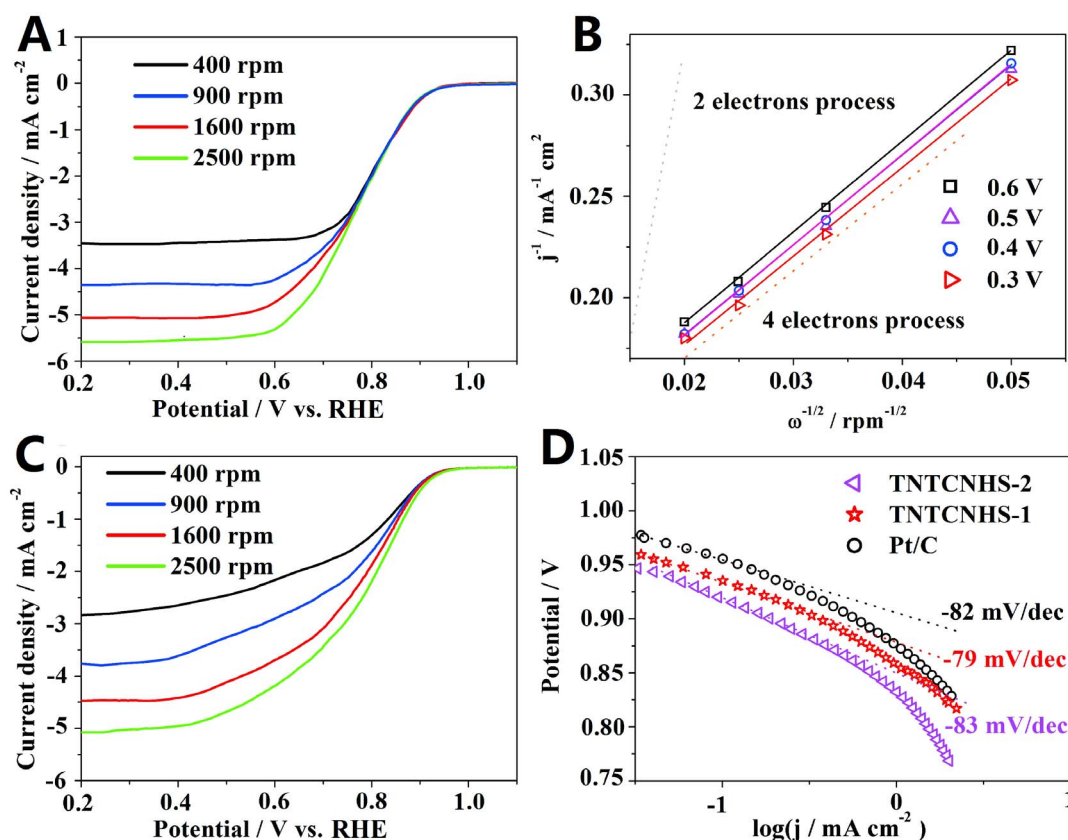 A
400 rpm
900 rpm
1600 rpm
2500 rpm
Current density / mA cm⁻²
1
0
-1
-2
-3
-4
-5
-6
0.2 0.4 0.6 0.8 1.0
Potential / V vs. RHE
B
2 electrons process
4 electrons process
0.6 V
0.5 V
0.4 V
0.3 V
j⁻¹ / mA⁻¹ cm²
0.30
0.25
0.20
0.02 0.03 0.04 0.05
ω⁻¹/² / rpm⁻¹/²
C
400 rpm
900 rpm
1600 rpm
2500 rpm
Current density / mA cm⁻²
0
-1
-2
-3
-4
-5
-6
0.2 0.4 0.6 0.8 1.0
Potential / V vs. RHE
D
TNTCNHS-2
TNTCNHS-1
Pt/C
-82 mV/dec
-79 mV/dec
-83 mV/dec
Potential / V
1.05
1.00
0.95
0.90
0.85
0.80
0.75
-1 0 1
log(j / mA cm⁻²)